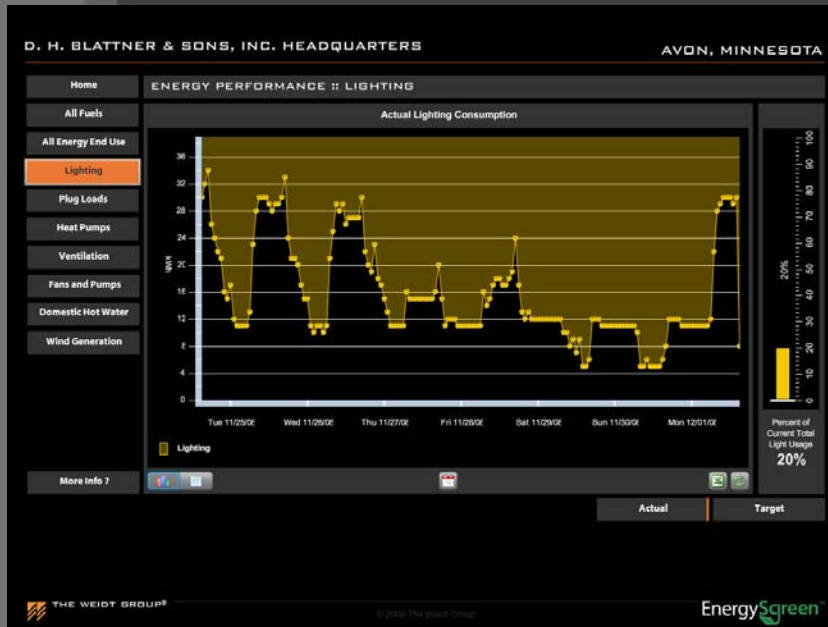 D. H. BLATTNER & SONS, INC. HEADQUARTERS
AVON, MINNESOTA
Home
ENERGY PERFORMANCE :: LIGHTING
All Fuels
All Energy End Use
Lighting
Plug Loads
Heat Pumps
Ventilation
Fans and Pumps
Domestic Hot Water
Wind Generation
More Info ?
Actual Lighting Consumption
36
32
28
24
20
16
12
8
4
0
kWh
Tue 11/25/08 Wed 11/26/08 Thu 11/27/08 Fri 11/28/08 Sat 11/29/08 Sun 11/30/08 Mon 12/01/08
Lighting
100
90
80
70
60
50
40
30
20
10
0
20%
Percent of
Current Total
Light Usage
20%
Actual
Target
THE WEIDT GROUP®
© 2008 The Weidt Group
EnergyScreen™